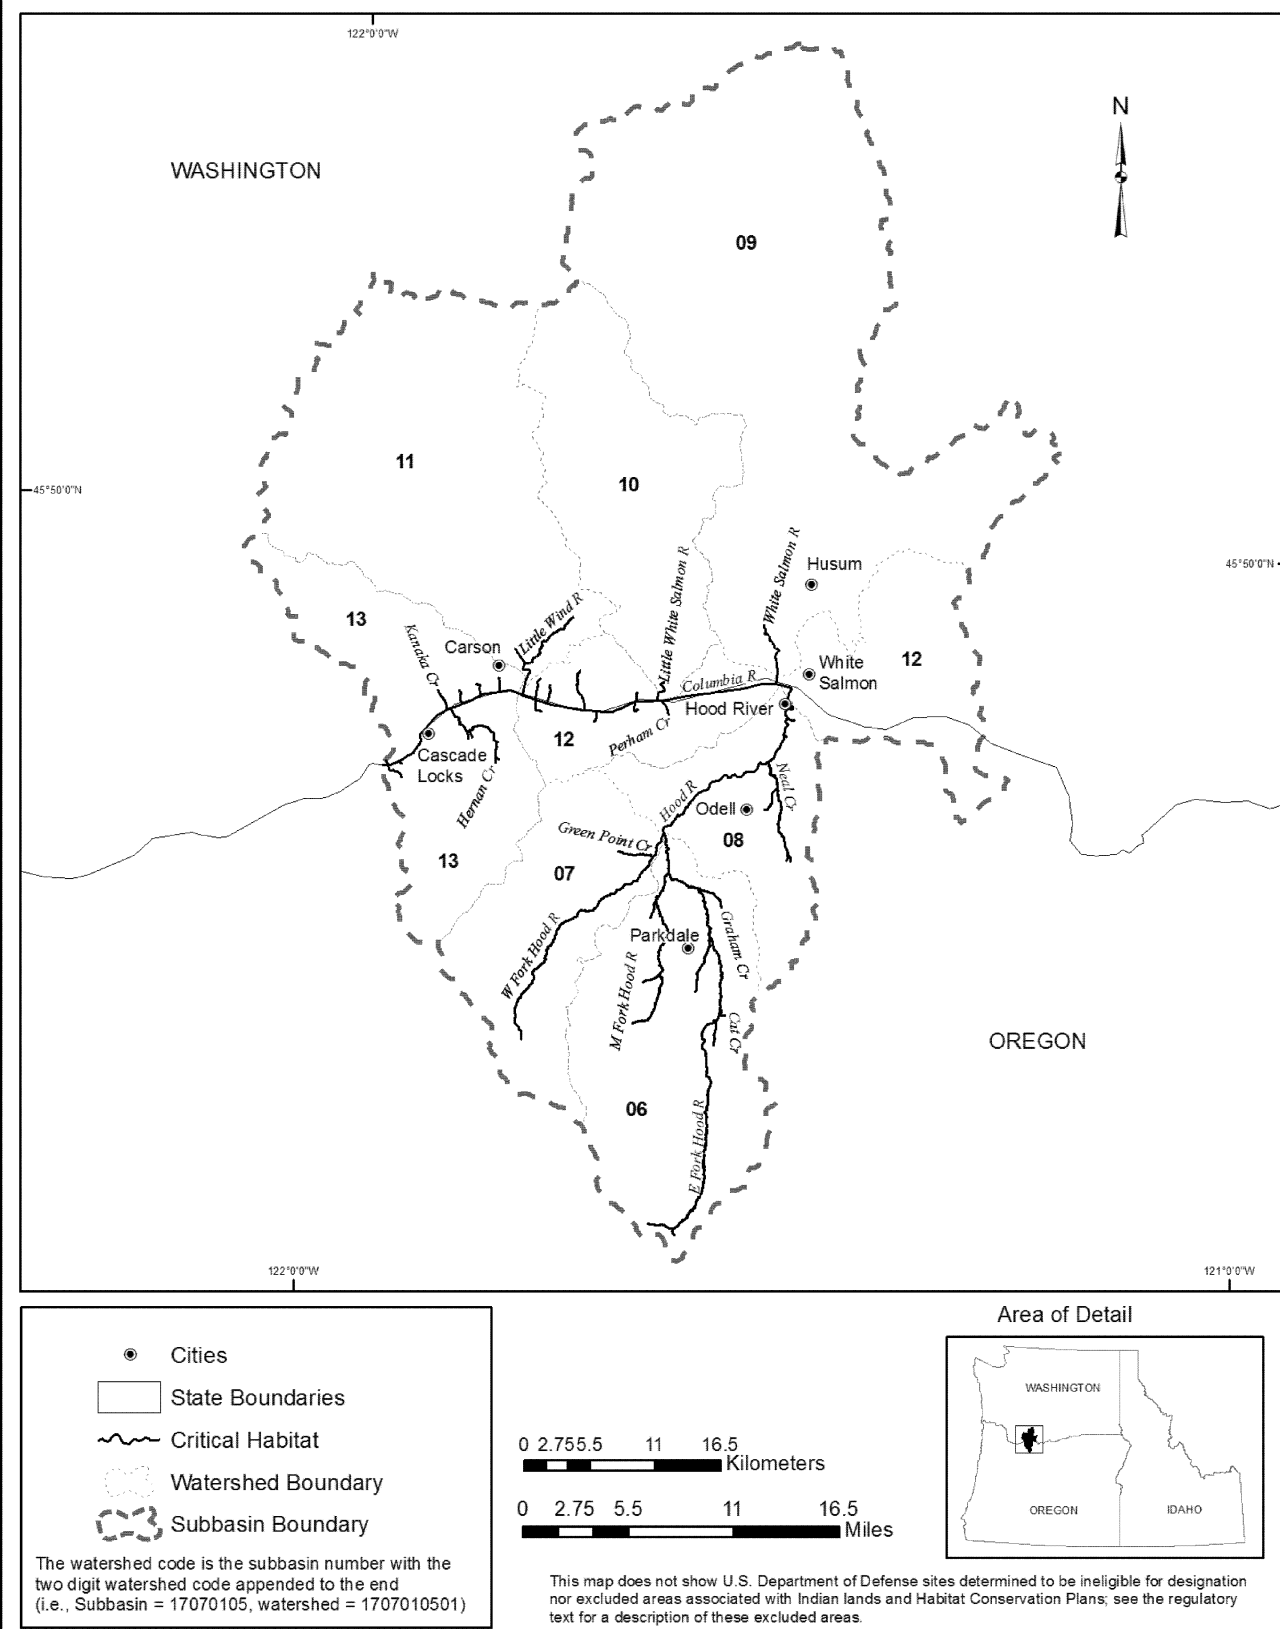 122°0'0"W
N
WASHINGTON
09
11
10
45°50'0"N
45°50'0"N
White Salmon R
Husum
Little White Salmon R
Little Wind R
13
Kanaka Cr
Carson
12
White
Salmon
Columbia R
Hood River
12
Perham Cr
Cascade
Locks
Herman Cr
Neal Cr
Hood R
Odell
Green Point Cr
08
13
07
W Fork Hood R
Parkdale
Graham Cr
M Fork Hood R
Cat Cr
OREGON
06
E Fork Hood R
122°0'0"W
121°0'0"W
Cities
State Boundaries
Critical Habitat
Watershed Boundary
Subbasin Boundary
The watershed code is the subbasin number with the
two digit watershed code appended to the end
(i.e., Subbasin = 17070105, watershed = 1707010501)
0 2.75 5.5 11 16.5
Kilometers
0 2.75 5.5 11 16.5
Miles
Area of Detail
WASHINGTON
OREGON
IDAHO
This map does not show U.S. Department of Defense sites determined to be ineligible for designation
nor excluded areas associated with Indian lands and Habitat Conservation Plans; see the regulatory
text for a description of these excluded areas.